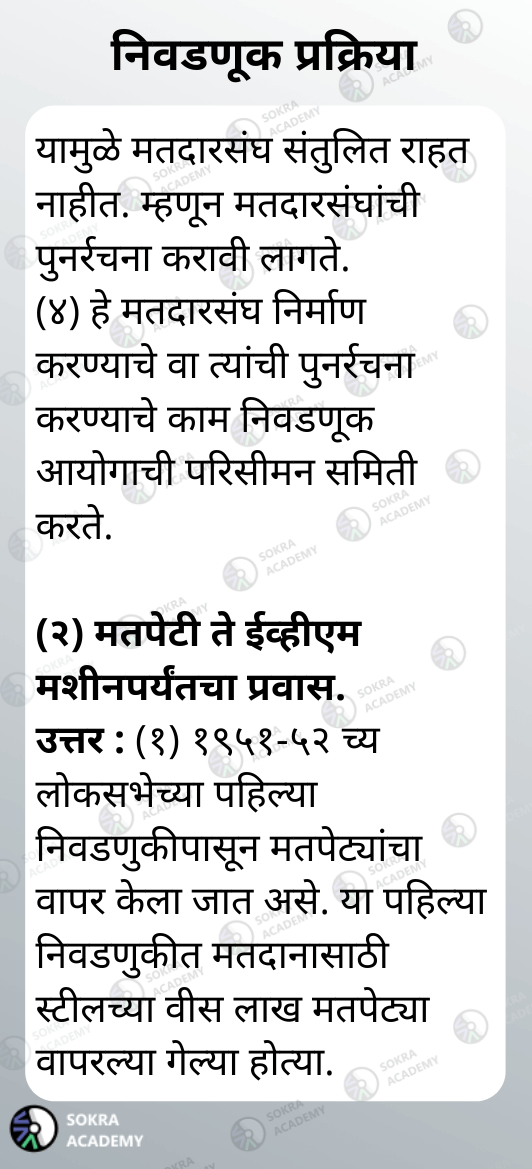 निवडणूक प्रक्रिया
यामुळे मतदारसंघ संतुलित राहत
नाहीत. म्हणून मतदारसंघांची
पुनर्रचना करावी लागते.
(४) हे मतदारसंघ निर्माण
करण्याचे वा त्यांची पुनर्रचना
करण्याचे काम निवडणूक
आयोगाची परिसीमन समिती
करते.
(२) मतपेटी ते ईव्हीएम
मशीनपर्यंतचा प्रवास.
उत्तर : (१) १९५१-५२ च्य
लोकसभेच्या पहिल्या
निवडणुकीपासून मतपेट्यांचा
वापर केला जात असे. या पहिल्या
निवडणुकीत मतदानासाठी
स्टीलच्या वीस लाख मतपेट्या
वापरल्या गेल्या होत्या.
SOKRA
ACADEMY